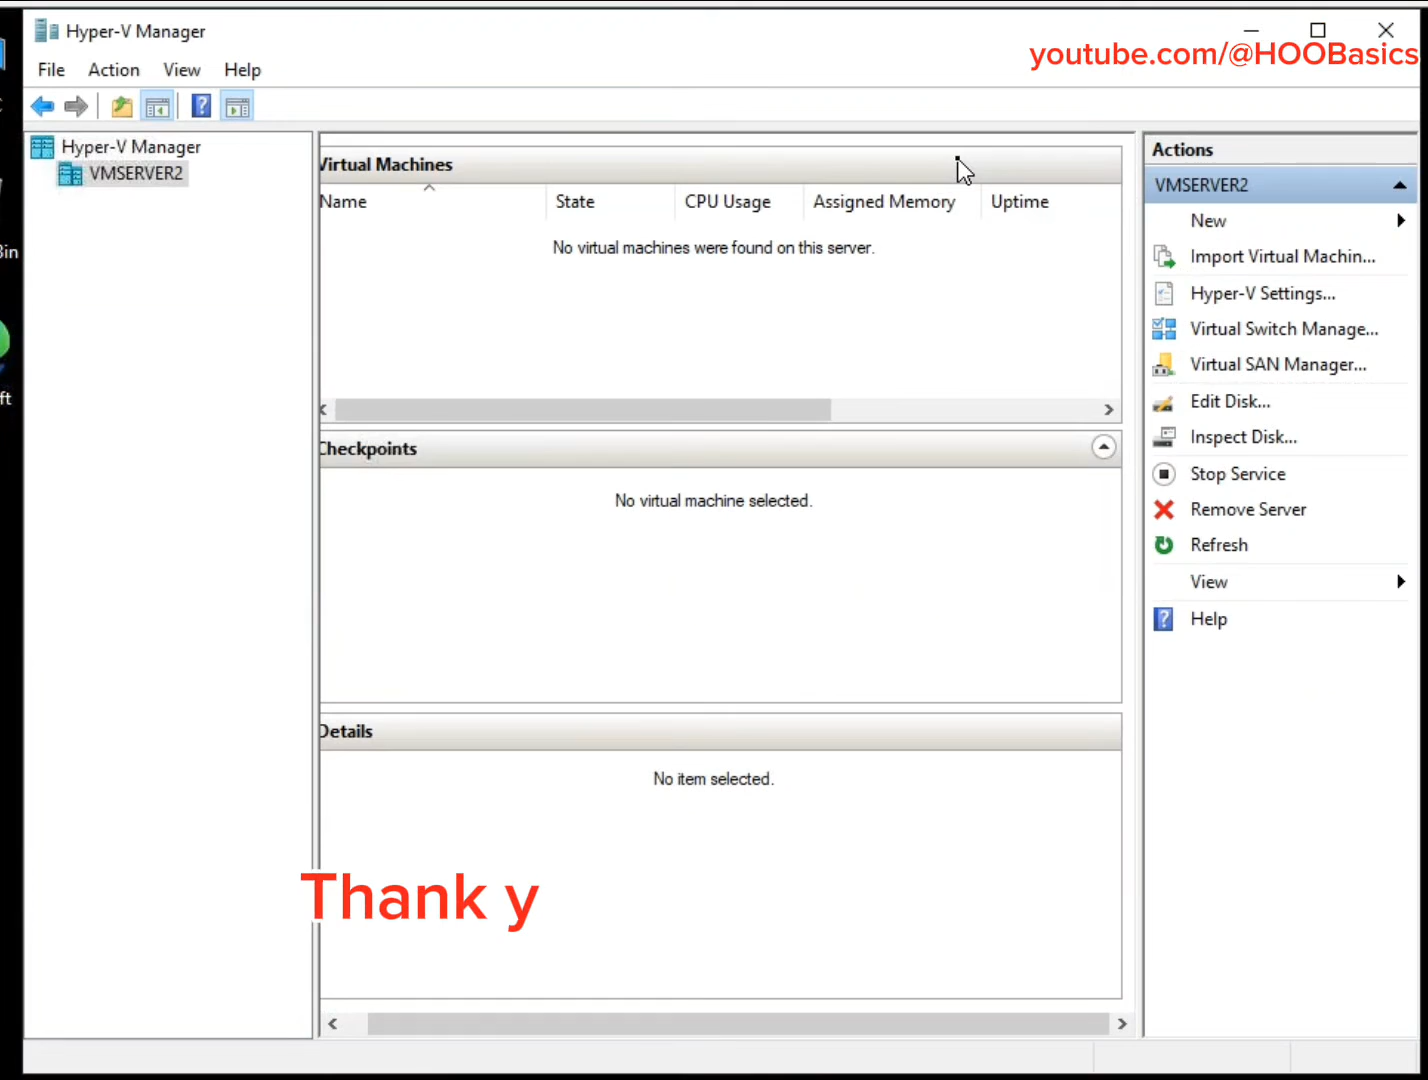 Hyper-V Manager
youtube.com/@HOOBasics
File Action View Help
Hyper-V Manager
VMSERVER2
Bin
ft
Virtual Machines
Name State CPU Usage Assigned Memory Uptime
No virtual machines were found on this server.
Checkpoints
No virtual machine selected.
Details
No item selected.
Thank y
Actions
VMSERVER2
New
Import Virtual Machin...
Hyper-V Settings...
Virtual Switch Manage...
Virtual SAN Manager...
Edit Disk...
Inspect Disk...
Stop Service
Remove Server
Refresh
View
Help